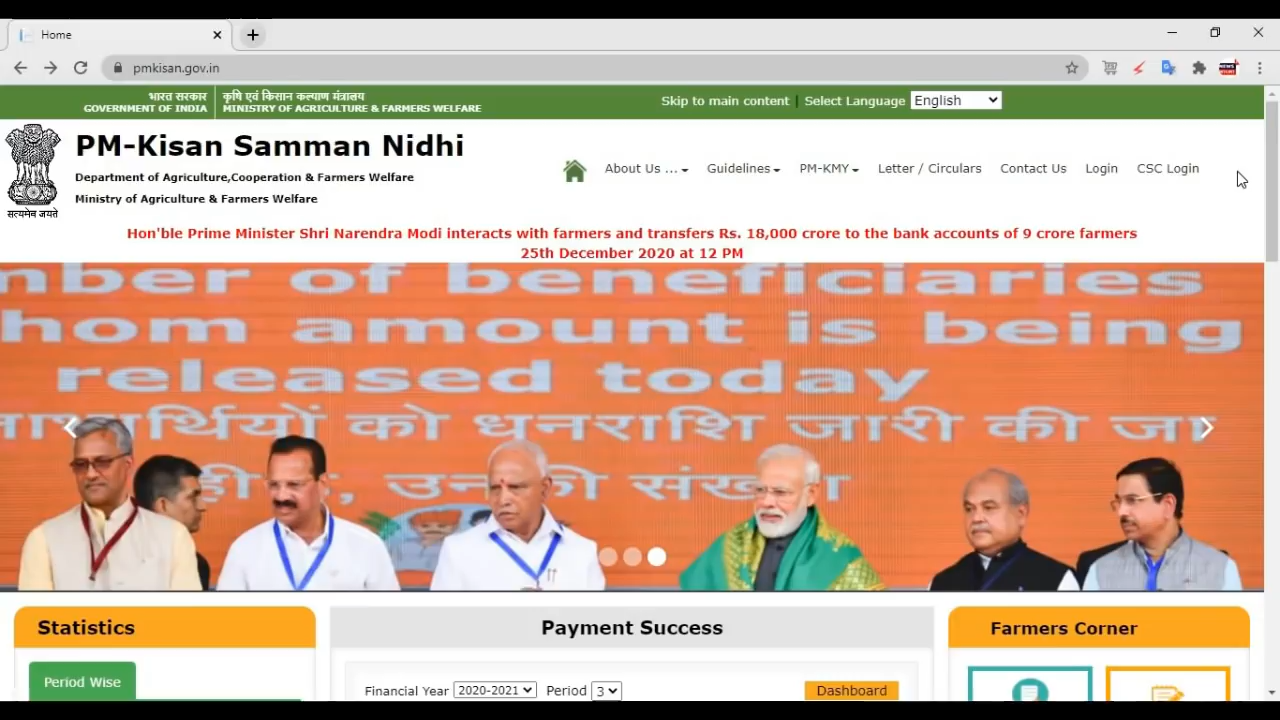 Home
pmkisan.gov.in
भारत सरकार
GOVERNMENT OF INDIA
कृषि एवं किसान कल्याण मंत्रालय
MINISTRY OF AGRICULTURE & FARMERS WELFARE
Skip to main content | Select Language English
PM-Kisan Samman Nidhi
Department of Agriculture,Cooperation & Farmers Welfare
Ministry of Agriculture & Farmers Welfare
सत्यमेव जयते
About Us ... Guidelines PM-KMY Letter / Circulars Contact Us Login CSC Login
Hon'ble Prime Minister Shri Narendra Modi interacts with farmers and transfers Rs. 18,000 crore to the bank accounts of 9 crore farmers
25th December 2020 at 12 PM
mber of beneficiaries
hom amount is being
released today
को धनराशि जारी की जा
है, उनकी संख्या
Statistics
Payment Success
Farmers Corner
Period Wise
Financial Year 2020-2021 Period 3 Dashboard